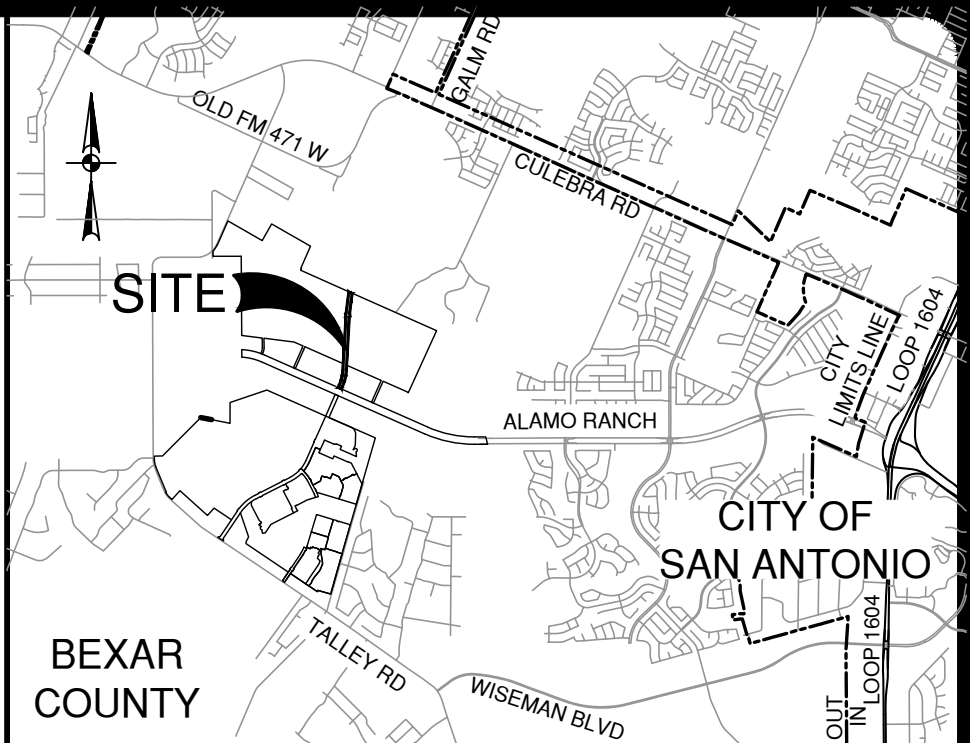 GALM RD
OLD FM 471 W
CULEBRA RD
SITE
CITY
LIMITS LINE
LOOP 1604
ALAMO RANCH
CITY OF
SAN ANTONIO
BEXAR
COUNTY
TALLEY RD
WISEMAN BLVD
OUT
IN
LOOP 1604